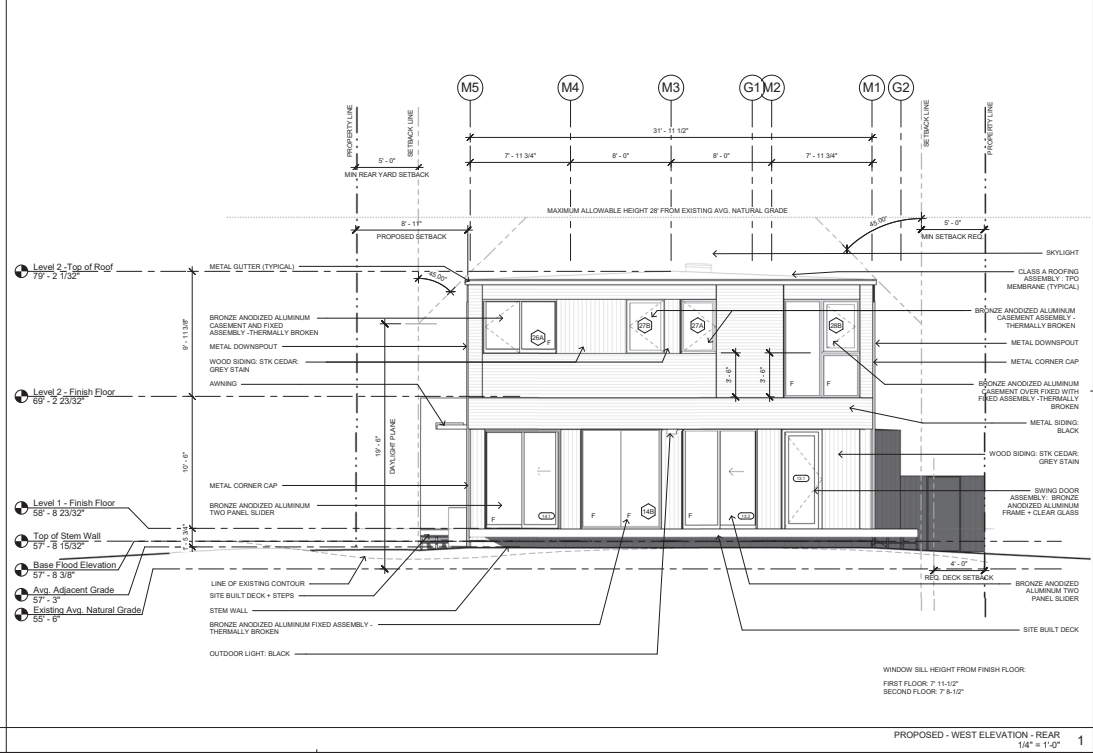 M5
M4
M3
G1
M2
M1
G2
PROPERTY LINE
SETBACK LINE
SETBACK LINE
PROPERTY LINE
31' - 11 1/2"
7' - 11 3/4"
8' - 0"
8' - 0"
7' - 11 3/4"
5' - 0"
MIN REAR YARD SETBACK
MAXIMUM ALLOWABLE HEIGHT 28' FROM EXISTING AVG. NATURAL GRADE
8' - 11"
PROPOSED SETBACK
45.00°
5' - 0"
MIN SETBACK REQ.
Level 2 -Top of Roof
79' - 2 1/32"
METAL GUTTER (TYPICAL)
45.00°
SKYLIGHT
CLASS A ROOFING
ASSEMBLY : TPO
MEMBRANE (TYPICAL)
BRONZE ANODIZED ALUMINUM
CASEMENT AND FIXED
ASSEMBLY -THERMALLY BROKEN
METAL DOWNSPOUT
WOOD SIDING: STK CEDAR:
GREY STAIN
AWNING
9' - 11 3/8"
26A
F
27B
27A
28B
BRONZE ANODIZED ALUMINUM
CASEMENT ASSEMBLY -
THERMALLY BROKEN
METAL DOWNSPOUT
METAL CORNER CAP
3' - 6"
3' - 6"
F
F
BRONZE ANODIZED ALUMINUM
CASEMENT OVER FIXED WITH
FIXED ASSEMBLY -THERMALLY
BROKEN
METAL SIDING:
BLACK
Level 2 - Finish Floor
69' - 2 23/32"
10' - 6"
19' - 6"
DAYLIGHT PLANE
WOOD SIDING: STK CEDAR:
GREY STAIN
METAL CORNER CAP
BRONZE ANODIZED ALUMINUM
TWO PANEL SLIDER
F
F
F
14B
F
SWING DOOR
ASSEMBLY: BRONZE
ANODIZED ALUMINUM
FRAME + CLEAR GLASS
Level 1 - Finish Floor
58' - 8 23/32"
Top of Stem Wall
57' - 8 15/32"
5 3/4"
Base Flood Elevation
57' - 8 3/8"
Avg. Adjacent Grade
57' - 3"
Existing Avg. Natural Grade
55' - 6"
4' - 0"
REQ. DECK SETBACK
LINE OF EXISTING CONTOUR
SITE BUILT DECK + STEPS
STEM WALL
BRONZE ANODIZED ALUMINUM FIXED ASSEMBLY -
THERMALLY BROKEN
OUTDOOR LIGHT: BLACK
BRONZE ANODIZED
ALUMINUM TWO
PANEL SLIDER
SITE BUILT DECK
WINDOW SILL HEIGHT FROM FINISH FLOOR:
FIRST FLOOR: 7' 11-1/2"
SECOND FLOOR: 7' 8-1/2"
PROPOSED - WEST ELEVATION - REAR
1/4" = 1'-0"
1